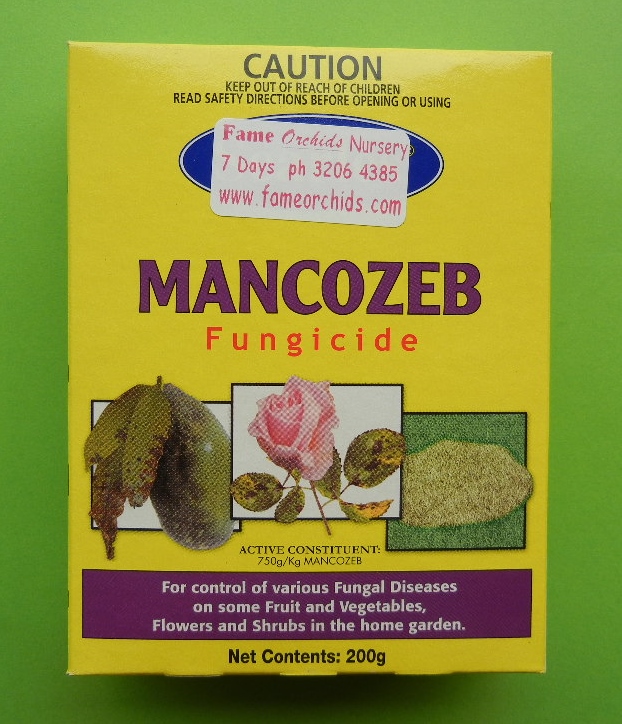 CAUTION
KEEP OUT OF REACH OF CHILDREN
READ SAFETY DIRECTIONS BEFORE OPENING OR USING
Fame Orchids Nursery
7 Days ph 3206 4385
www.fameorchids.com
MANCOZEB
Fungicide
ACTIVE CONSTITUENT:
750g/Kg MANCOZEB
For control of various Fungal Diseases
on some Fruit and Vegetables,
Flowers and Shrubs in the home garden.
Net Contents: 200g